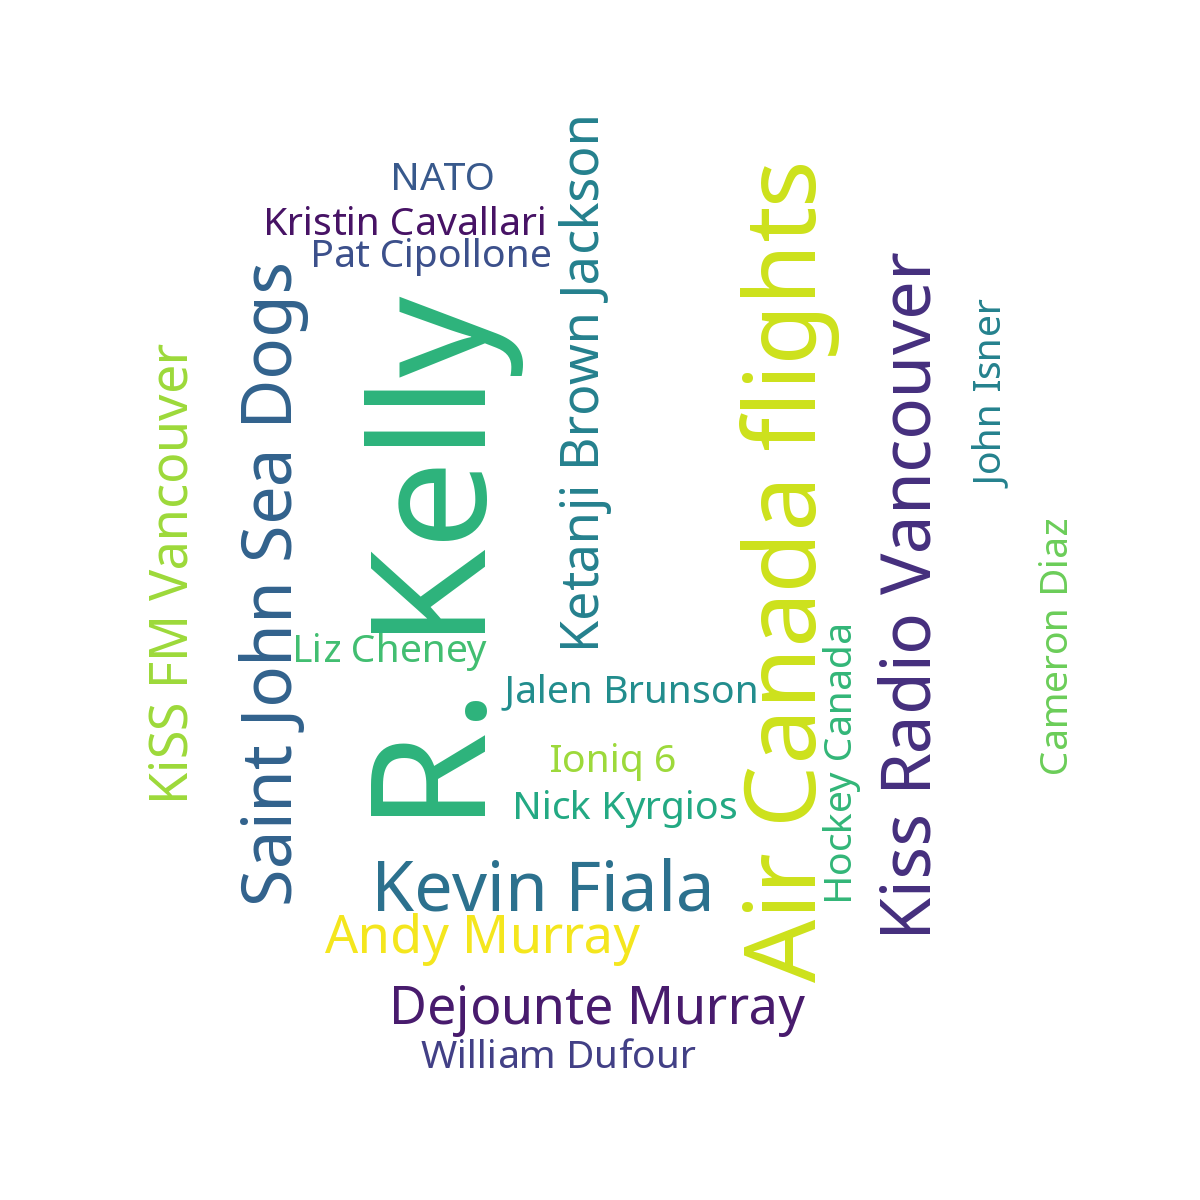 NATO
Kristin Cavallari
Pat Cipollone
KiSS FM Vancouver
Saint John Sea Dogs
R. Kelly
Ketanji Brown Jackson
Air Canada flights
Kiss Radio Vancouver
John Isner
Cameron Diaz
Liz Cheney
Jalen Brunson
Hockey Canada
Ioniq 6
Nick Kyrgios
Kevin Fiala
Andy Murray
Dejounte Murray
William Dufour